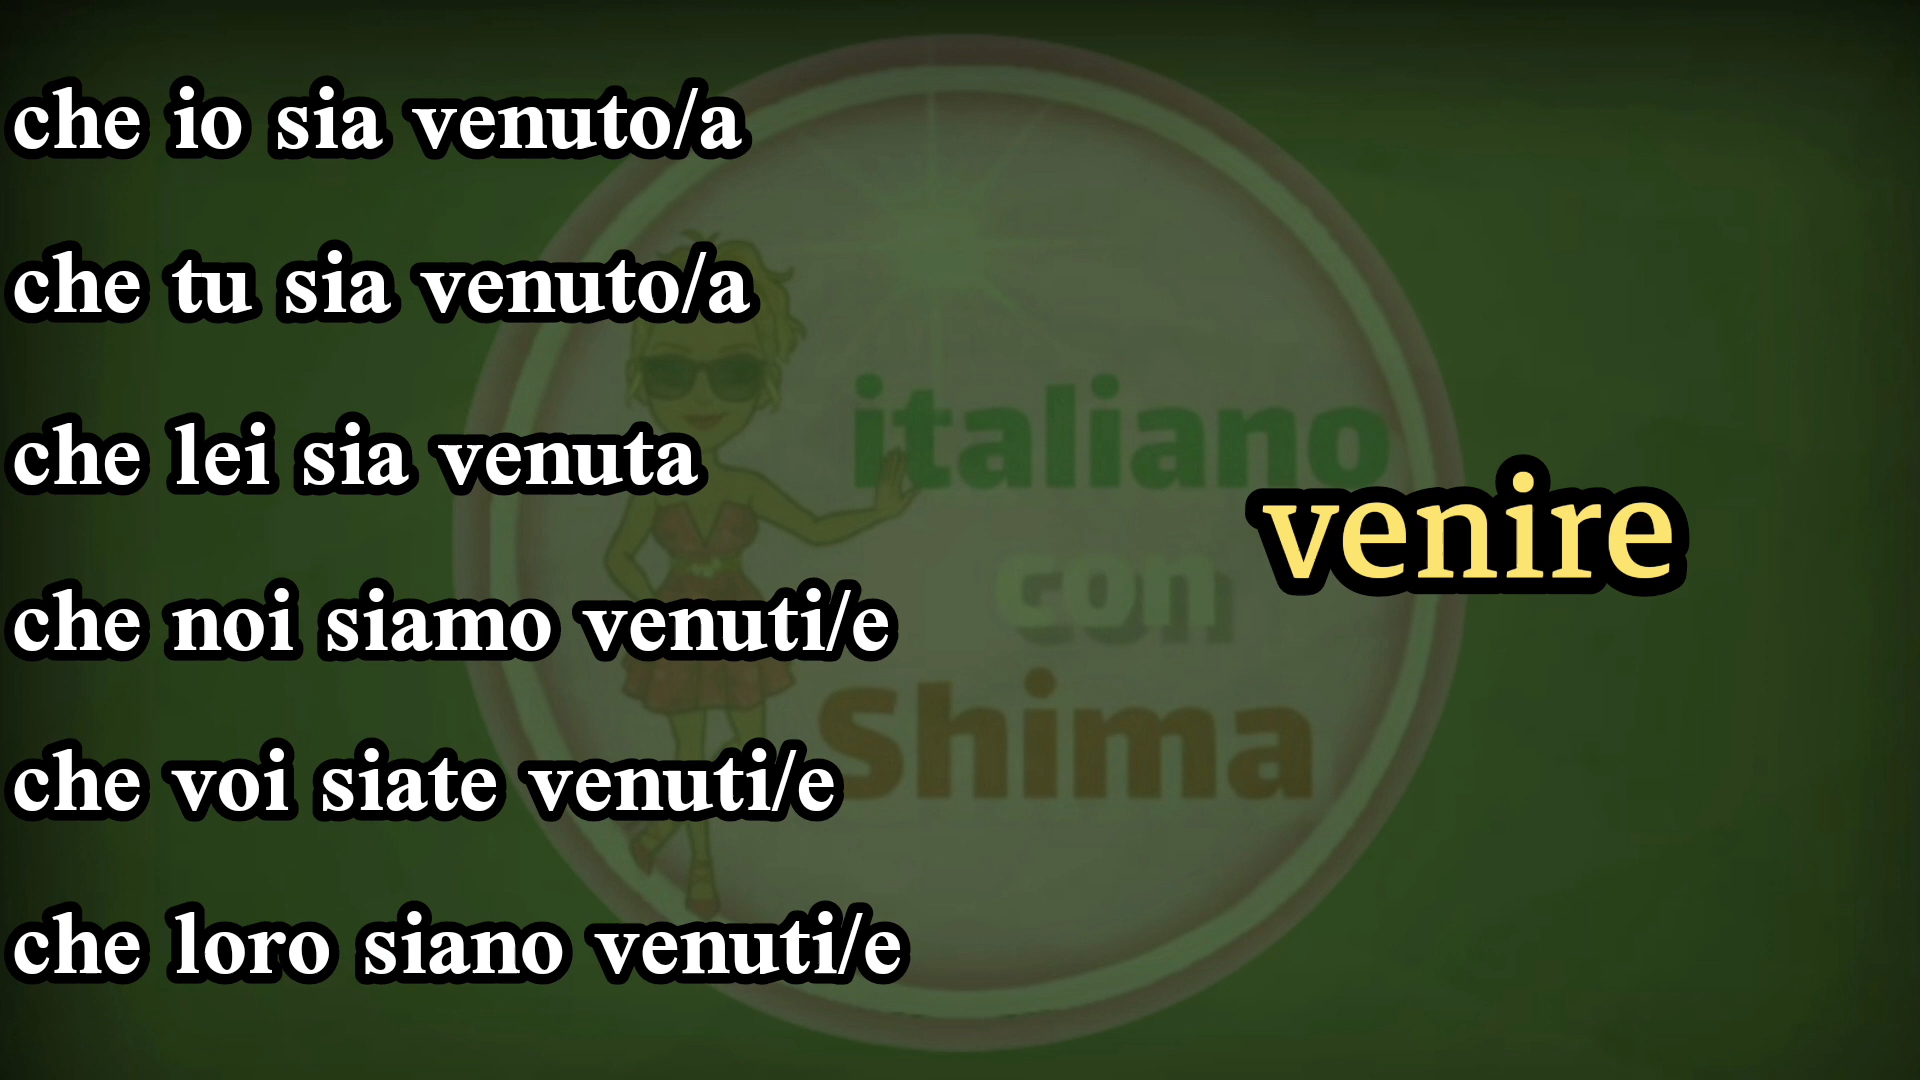 che io sia venuto/a
che tu sia venuto/a
che lei sia venuta
che noi siamo venuti/e
che voi siate venuti/e
che loro siano venuti/e
venire
italiano
con
Shima